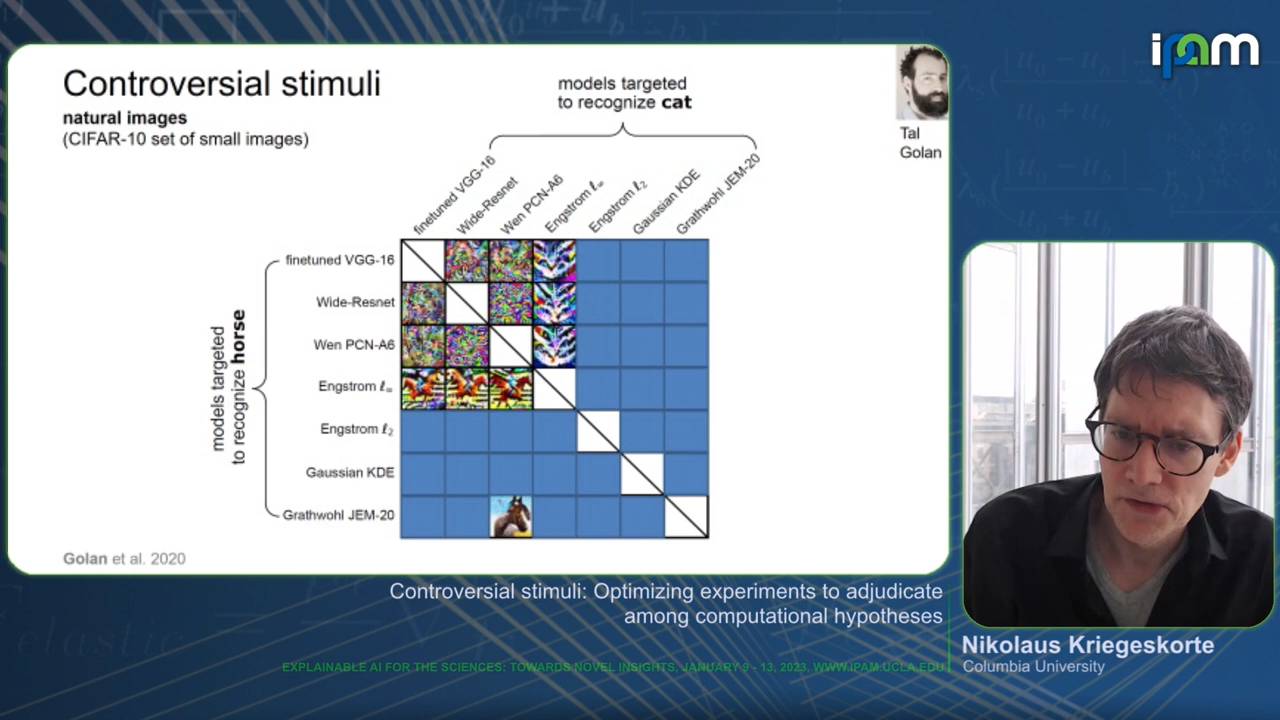 ipam
Controversial stimuli
natural images
(CIFAR-10 set of small images)
models targeted
to recognize cat
Tal
Golan
finetuned VGG-16
Wide-Resnet
Wen PCN-A6
Engstrom ℓ∞
Engstrom ℓ2
Gaussian KDE
Grathwohl JEM-20
models targeted
to recognize horse
finetuned VGG-16
Wide-Resnet
Wen PCN-A6
Engstrom ℓ∞
Engstrom ℓ2
Gaussian KDE
Grathwohl JEM-20
Golan et al. 2020
Controversial stimuli: Optimizing experiments to adjudicate
among computational hypotheses
Nikolaus Kriegeskorte
Columbia University
EXPLAINABLE AI FOR THE SCIENCES: TOWARDS NOVEL INSIGHTS, JANUARY 9 - 13, 2023, WWW.IPAM.UCLA.EDU
elastic